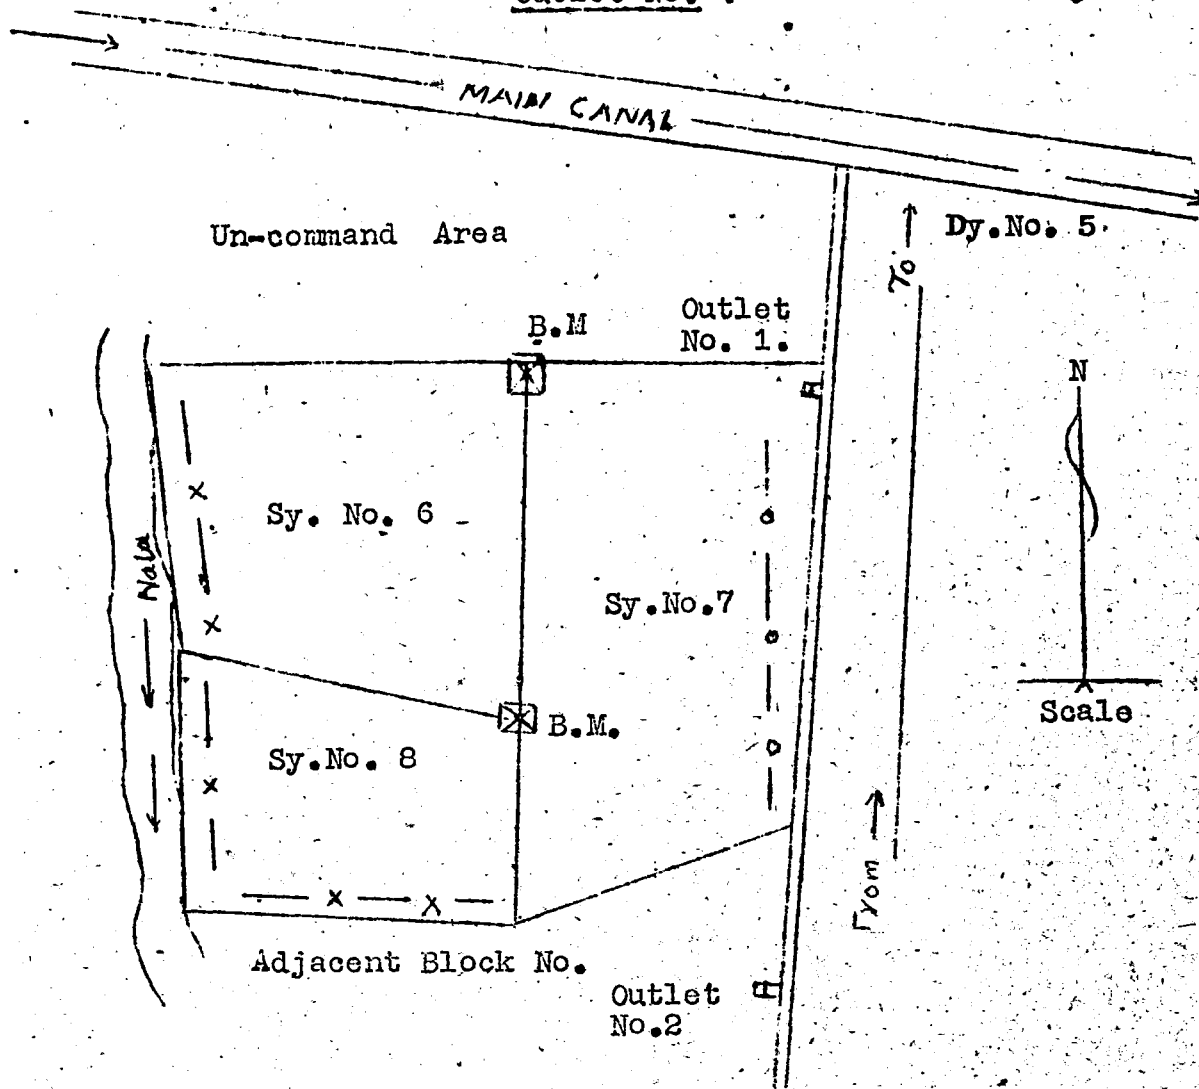 MAIN CANAL
Dy.No. 5.
Un-command Area
To
Outlet
No. 1.
B.M
N
Sy. No. 6
Nala
Sy.No.7
Scale
B.M.
Sy.No. 8
From
Adjacent Block No.
Outlet
No.2